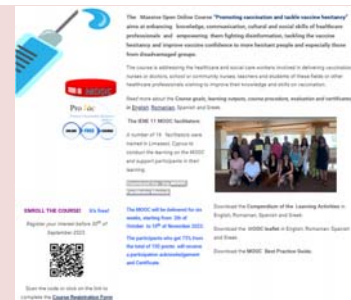 The Massive Open Online Course "Promoting vaccination and tackle vaccine hesitancy"
aims at enhancing knowledge, communication, cultural and social skills of healthcare
professionals and empowering them fighting disinformation, tackling the vaccine
hesitancy and improve vaccine confidence to more hesitant people and especially those
from disadvantaged groups.
The course is addressing the healthcare and social care workers involved in delivering vaccination:
nurses or doctors, school or community nurses, teachers and students of these fields or other
healthcare professionals wishing to improve their knowledge and skills on vaccination.
Read more about the Course goals, learning outputs, course procedure, evaluation and certificates
in English, Romanian, Spanish and Greek.
The IENE 11 MOOC facilitators:
A number of 19 facilitators were
trained in Limassol, Cyprus to
conduct the learning on the MOOC
and support participants in their
learning.
MOOC
ONLINE FREE COURSE
ENROLL THE COURSE! It's free!
Register your interest before 30th of
September 2023
Scan the code or click on the link to
complete the Course Registration Form
The MOOC will be delivered for six
weeks, starting from 2th of
October to 10th of November 2023.
The participants who get 75% from
the total of 100 points will receive
a participation acknowledgement
and Certificate
Download the Compendium of the Learning Activities in
English, Romanian, Spanish and Greek.
Download the MOOC leaflet in English, Romanian, Spanish
and Greek.
Download the MOOC Best Practice Guide.